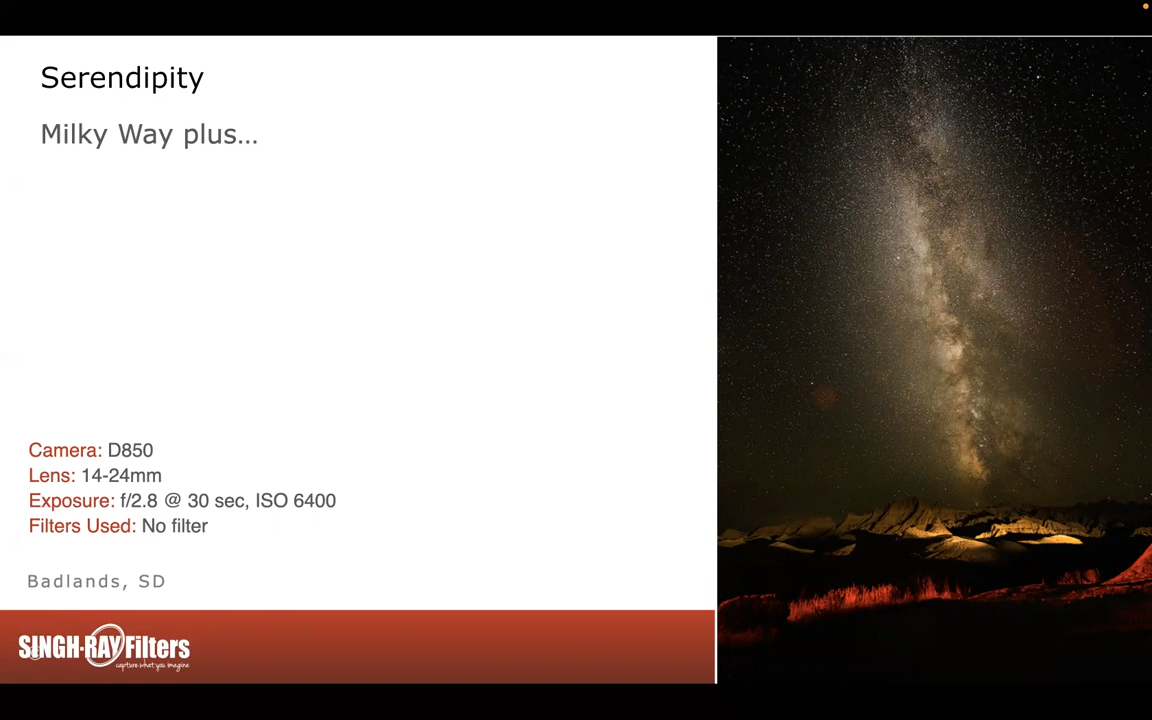 Serendipity
Milky Way plus...
Camera: D850
Lens: 14-24mm
Exposure: f/2.8 @ 30 sec, ISO 6400
Filters Used: No filter
Badlands, SD
SINGH-RAY Filters
capture what you imagine